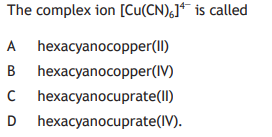 The complex ion [Cu(CN)₆]⁴⁻ is called
A hexacyanocopper(II)
B hexacyanocopper(IV)
C hexacyanocuprate(II)
D hexacyanocuprate(IV).